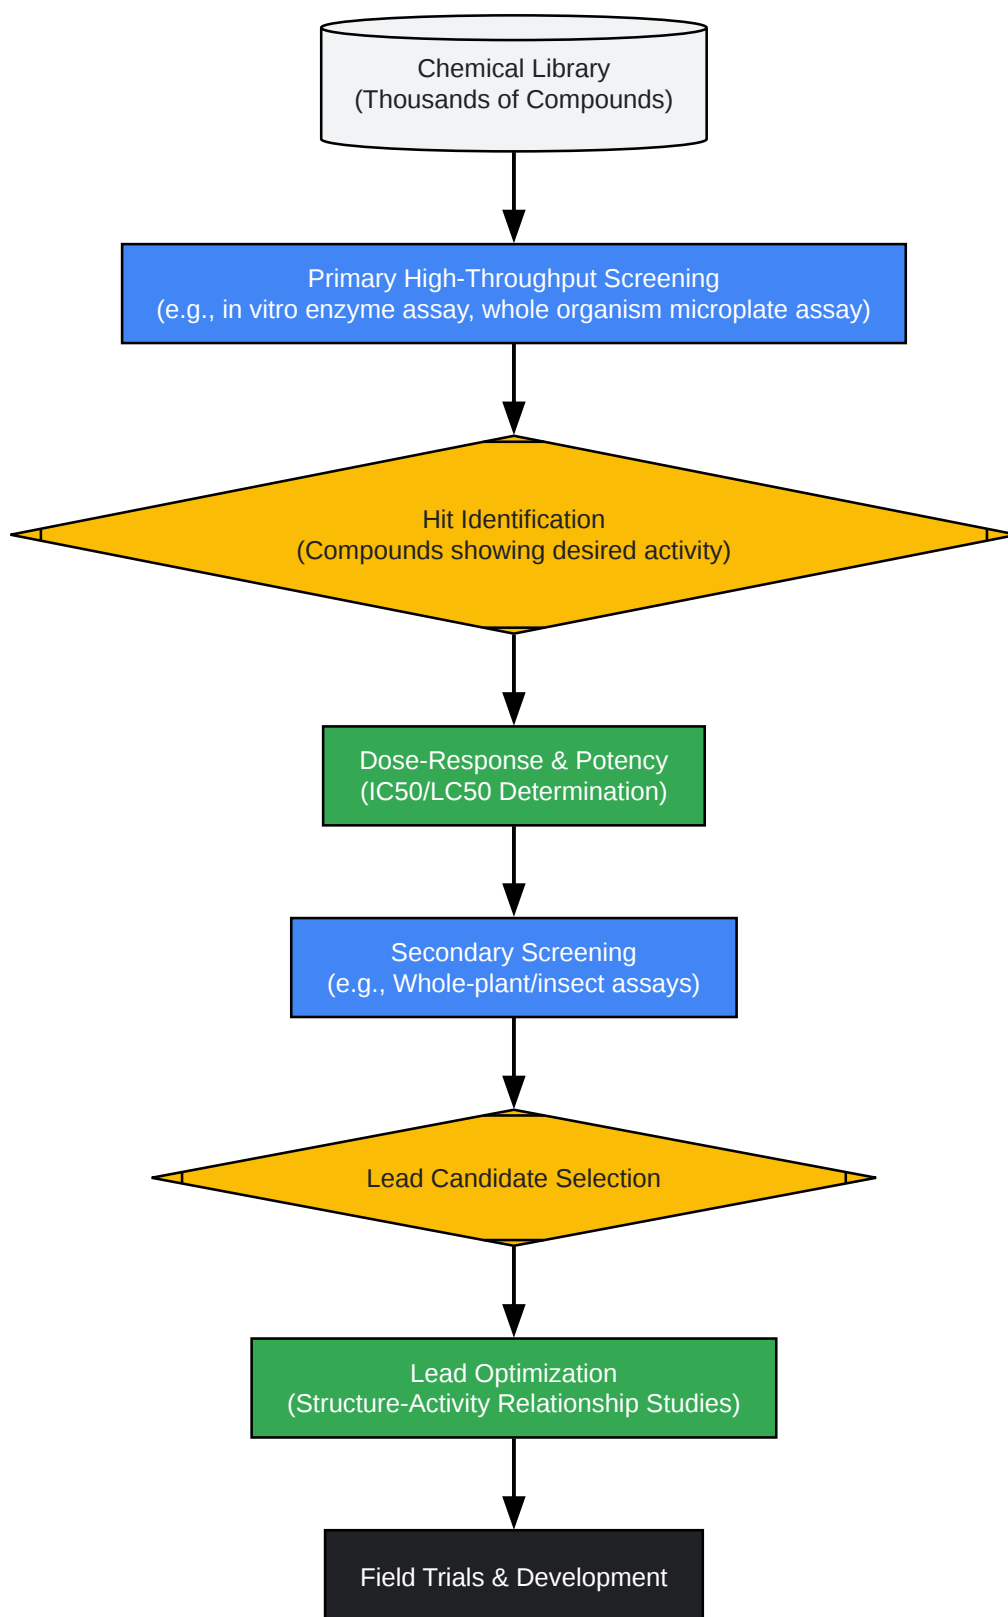 Chemical Library
(Thousands of Compounds)
Primary High-Throughput Screening
(e.g., in vitro enzyme assay, whole organism microplate assay)
Hit Identification
(Compounds showing desired activity)
Dose-Response & Potency
(IC50/LC50 Determination)
Secondary Screening
(e.g., Whole-plant/insect assays)
Lead Candidate Selection
Lead Optimization
(Structure-Activity Relationship Studies)
Field Trials & Development